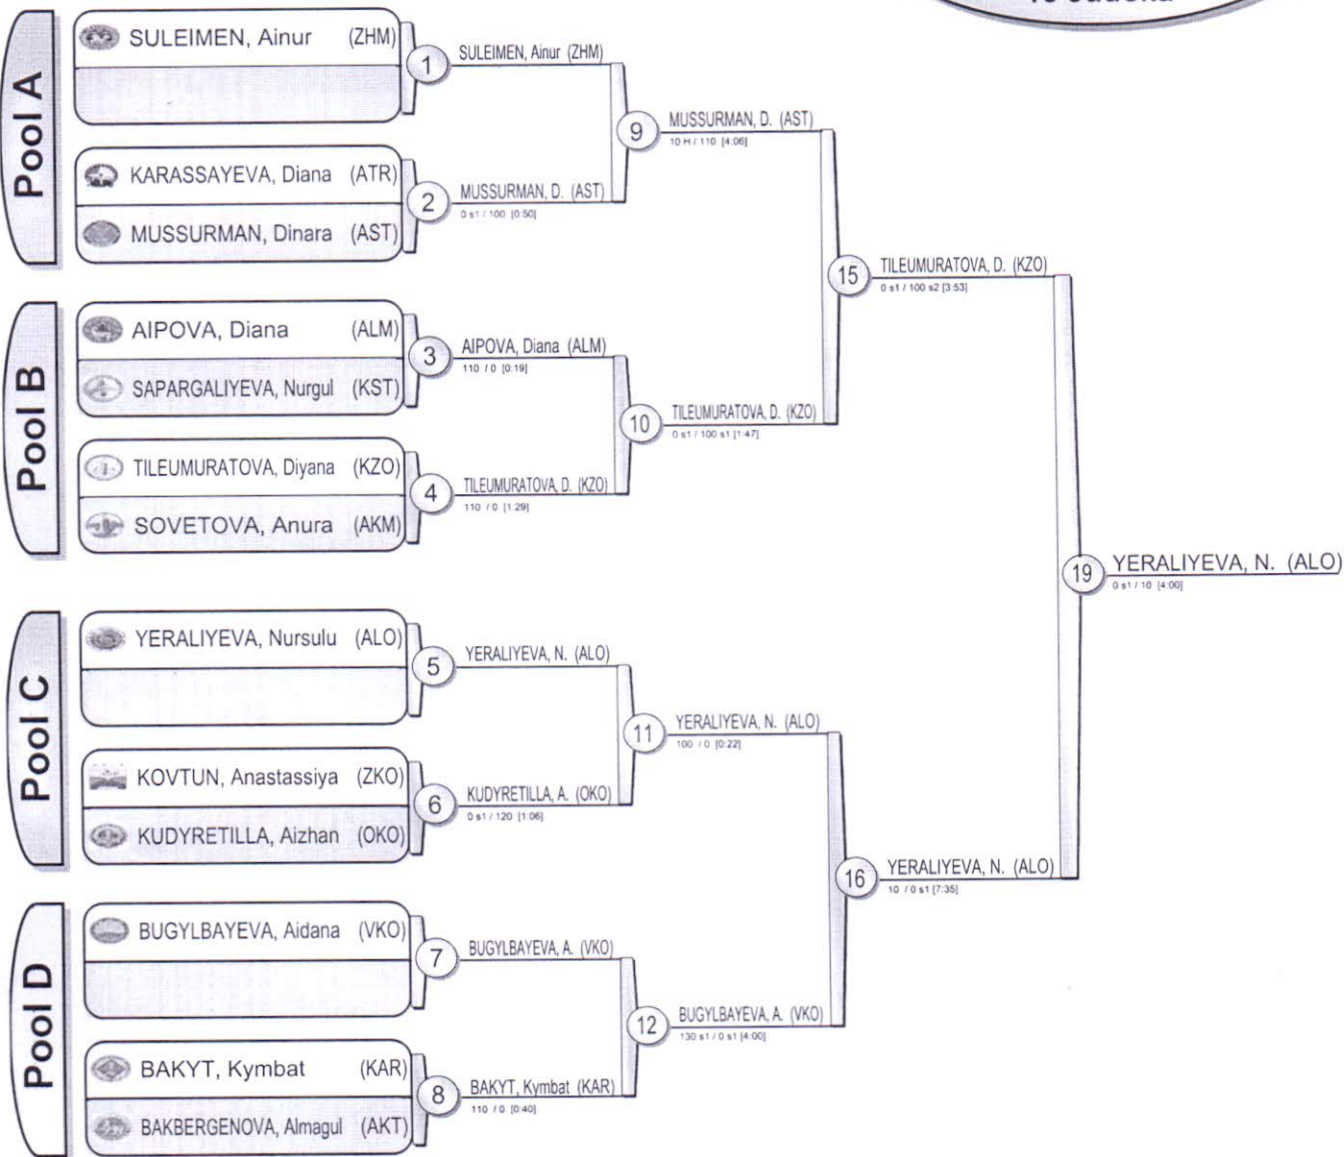 Pool A
SULEIMEN, Ainur (ZHM)
KARASSAYEVA, Diana (ATR)
MUSSURMAN, Dinara (AST)
1
SULEIMEN, Ainur (ZHM)
2
MUSSURMAN, D. (AST)
0 s1 / 100 [0:50]
9
MUSSURMAN, D. (AST)
10 H / 110 [4:06]
Pool B
AIPOVA, Diana (ALM)
SAPARGALIYEVA, Nurgul (KST)
TILEUMURATOVA, Diyana (KZO)
SOVETOVA, Anura (AKM)
3
AIPOVA, Diana (ALM)
110 / 0 [0:19]
4
TILEUMURATOVA, D. (KZO)
110 / 0 [1:29]
10
TILEUMURATOVA, D. (KZO)
0 s1 / 100 s1 [1:47]
15
TILEUMURATOVA, D. (KZO)
0 s1 / 100 s2 [3:53]
Pool C
YERALIYEVA, Nursulu (ALO)
KOVTUN, Anastassiya (ZKO)
KUDYRETILLA, Aizhan (OKO)
5
YERALIYEVA, N. (ALO)
6
KUDYRETILLA, A. (OKO)
0 s1 / 120 [1:06]
11
YERALIYEVA, N. (ALO)
100 / 0 [0:22]
Pool D
BUGYLBAYEVA, Aidana (VKO)
BAKYT, Kymbat (KAR)
BAKBERGENOVA, Almagul (AKT)
7
BUGYLBAYEVA, A. (VKO)
8
BAKYT, Kymbat (KAR)
110 / 0 [0:40]
12
BUGYLBAYEVA, A. (VKO)
130 s1 / 0 s1 [4:00]
16
YERALIYEVA, N. (ALO)
10 / 0 s1 [7:35]
19
YERALIYEVA, N. (ALO)
0 s1 / 10 [4:00]